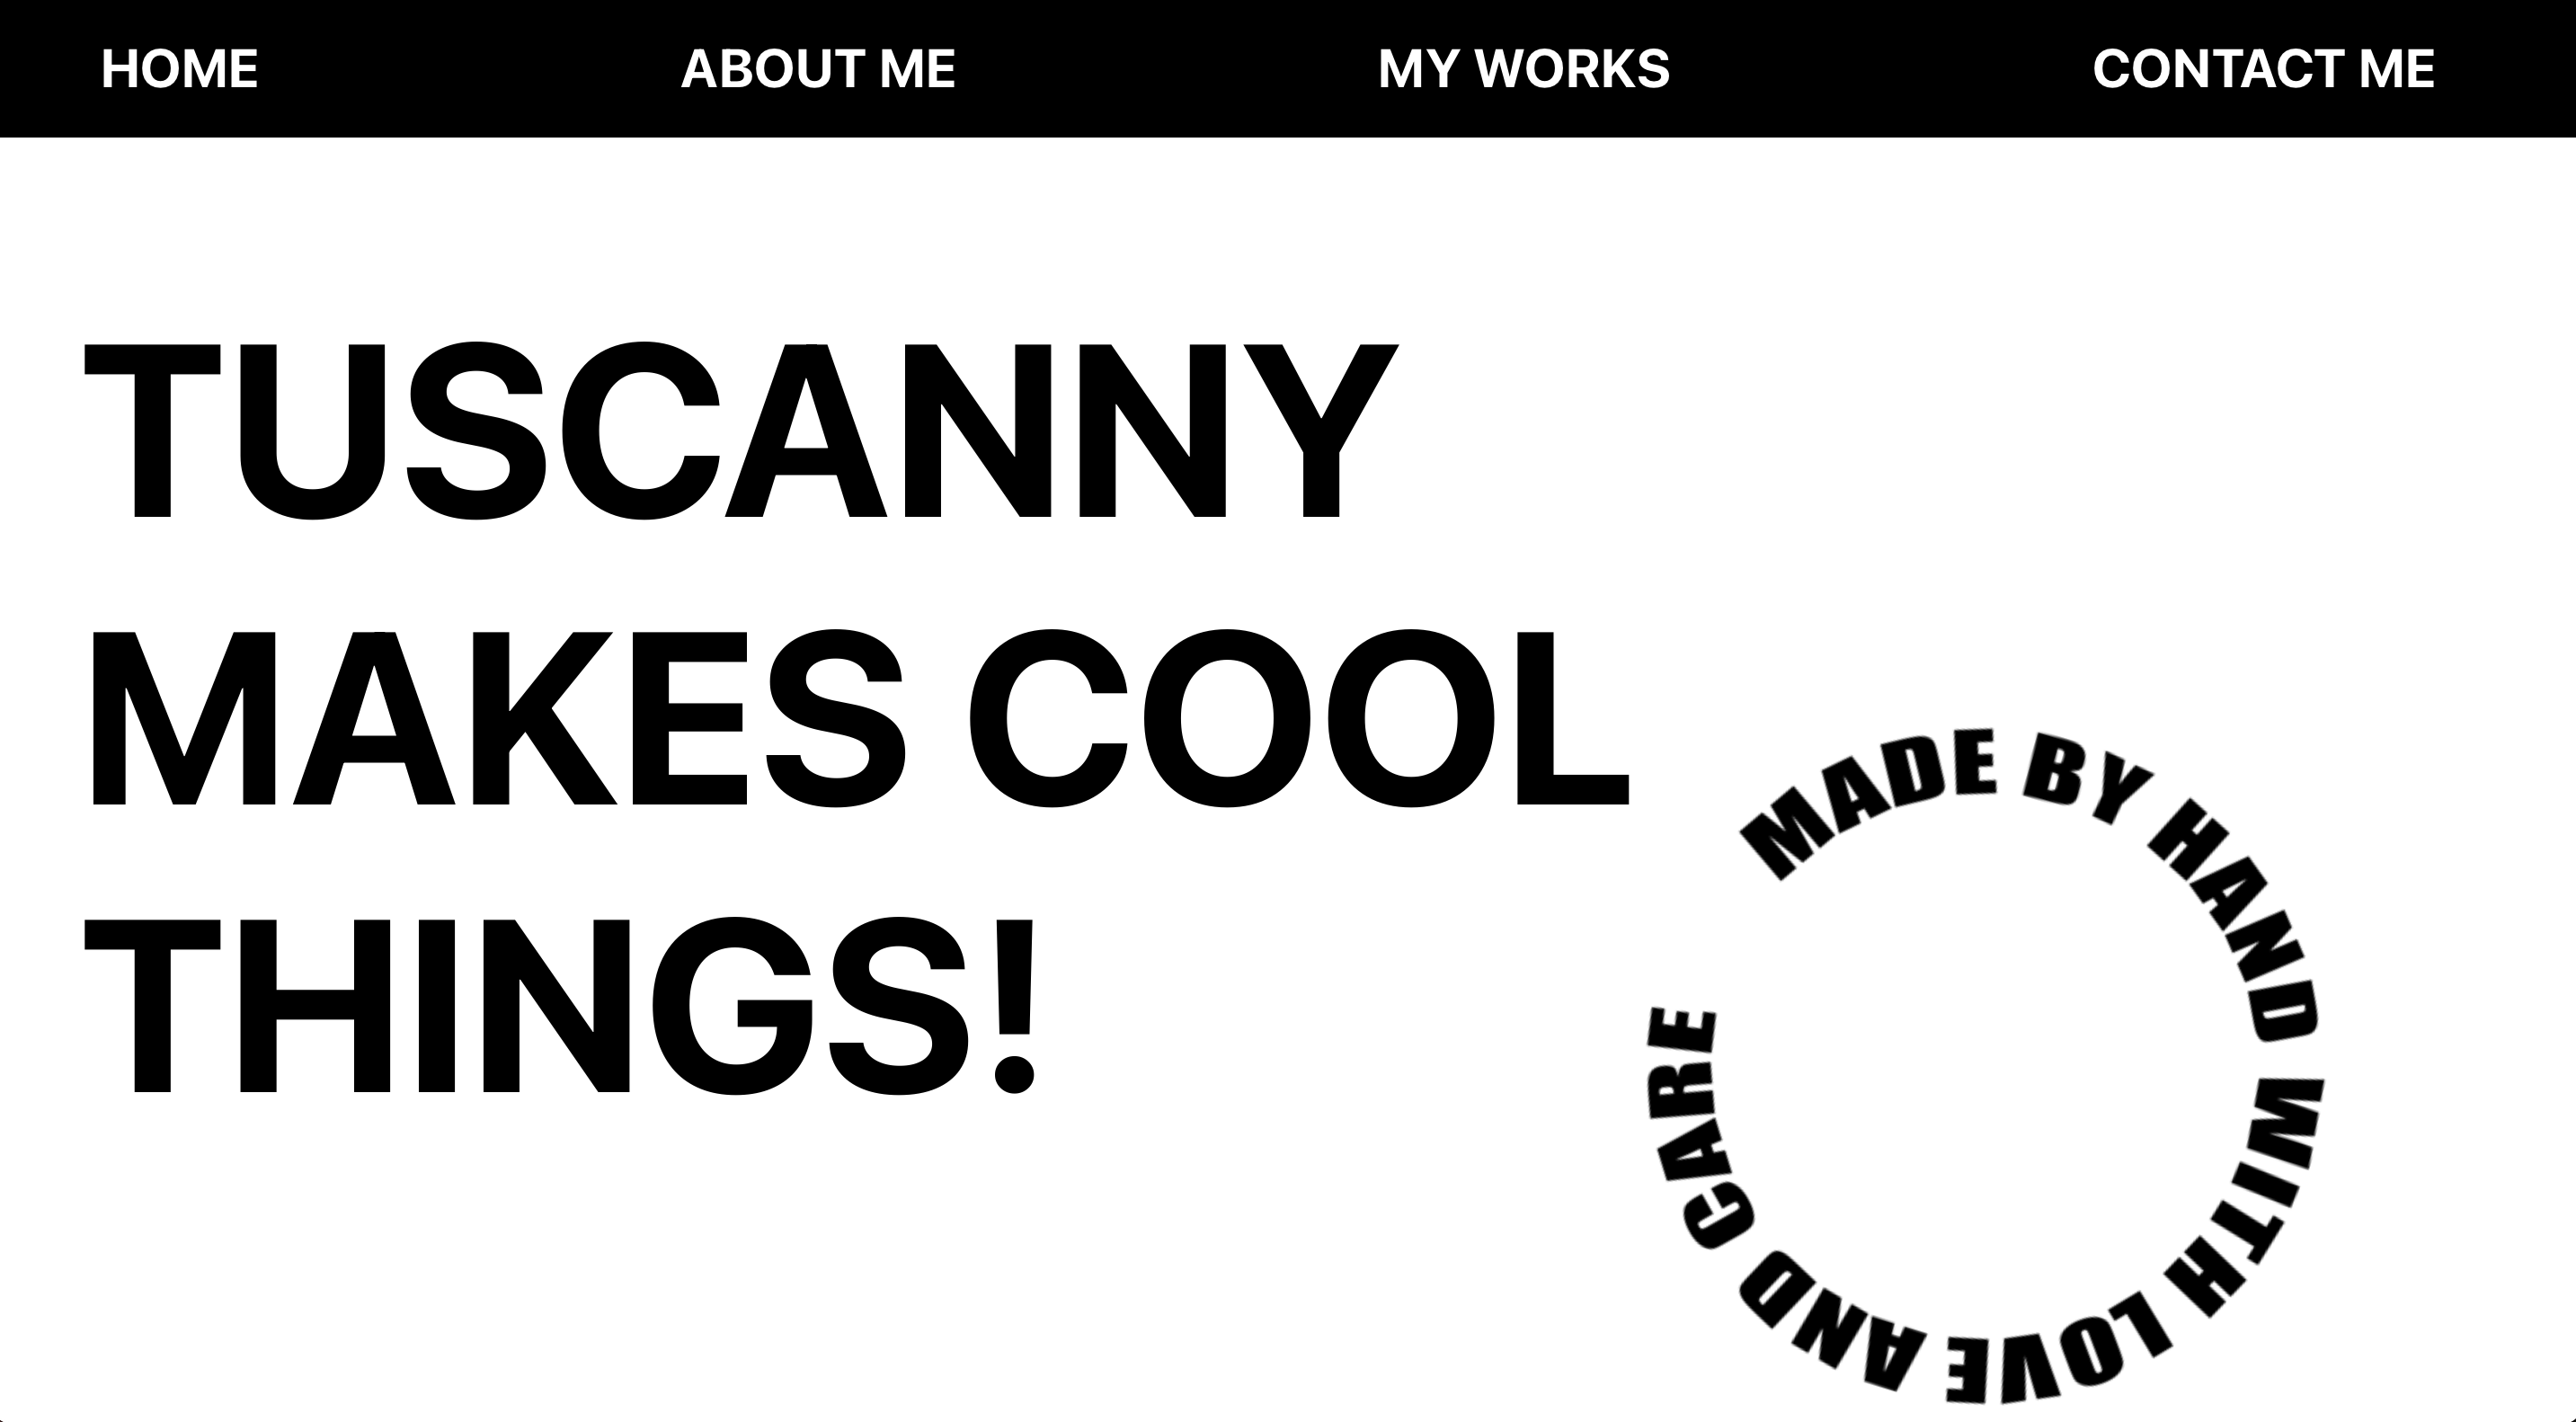 HOME ABOUT ME MY WORKS CONTACT ME
TUSCANNY
MAKES COOL
THINGS!
MADE BY HAND WITH LOVE AND CARE